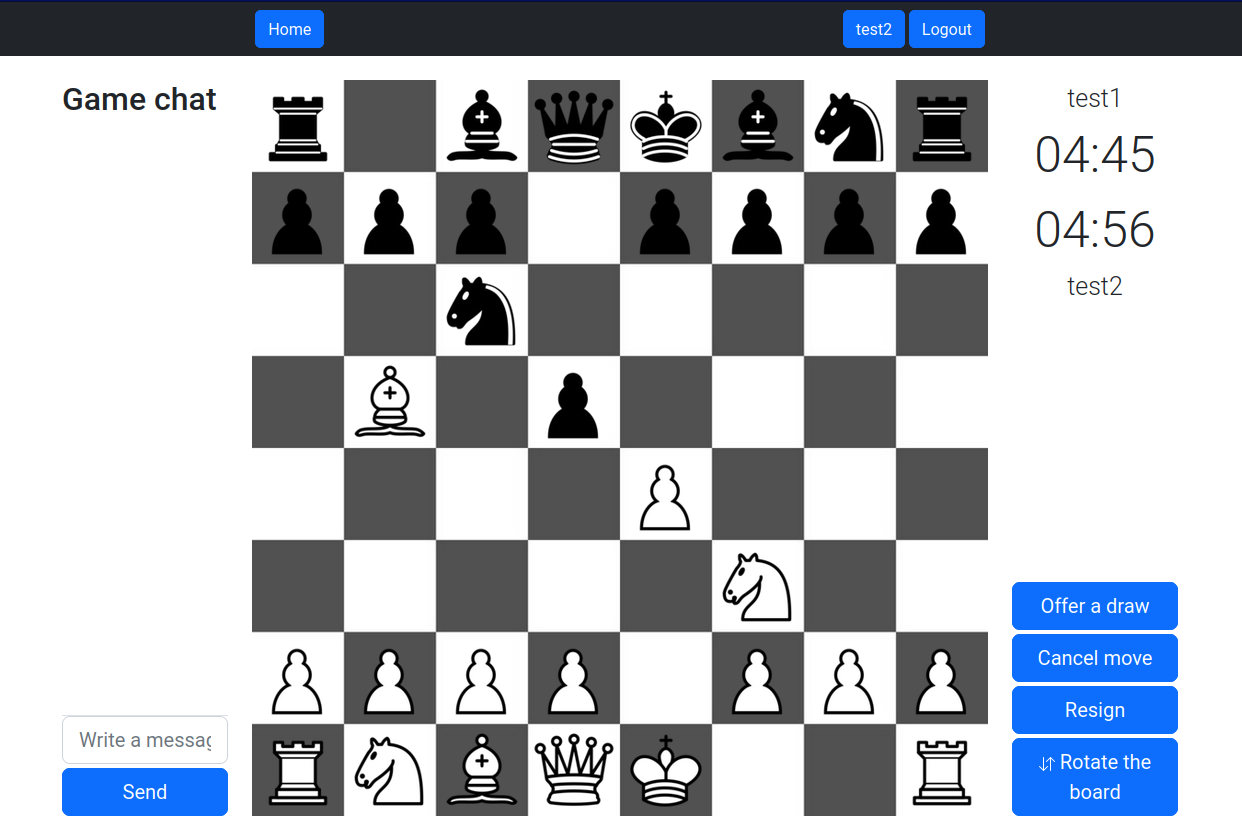 Home
test2 Logout
Game chat
test1
04:45
04:56
test2
Offer a draw
Cancel move
Resign
Rotate the
board
Write a messag
Send